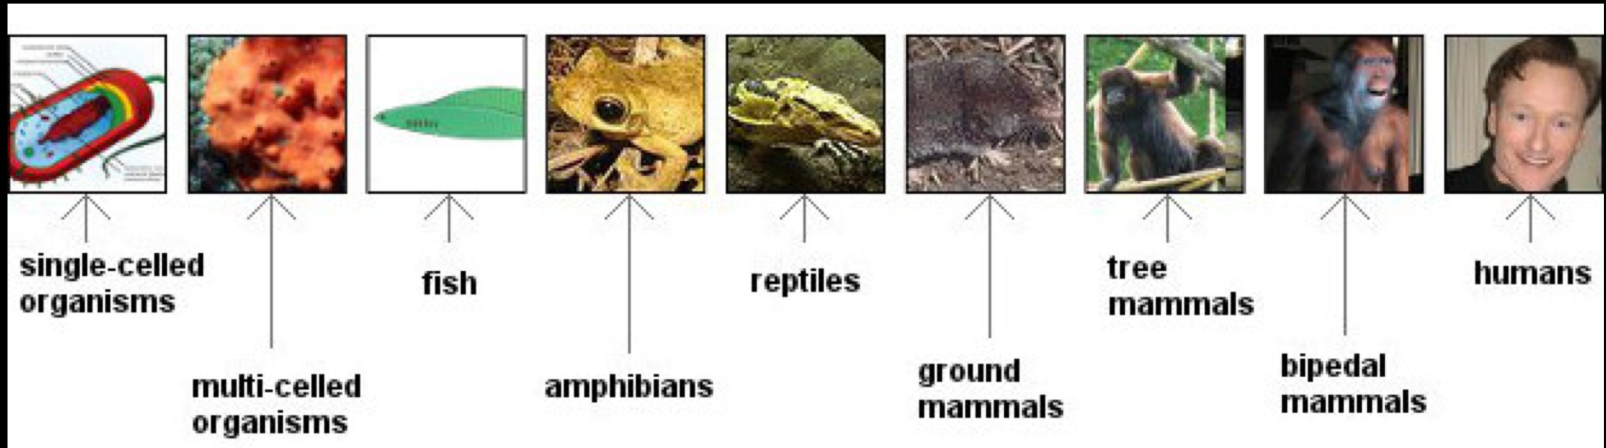 single-celled
organisms
multi-celled
organisms
fish
amphibians
reptiles
ground
mammals
tree
mammals
bipedal
mammals
humans